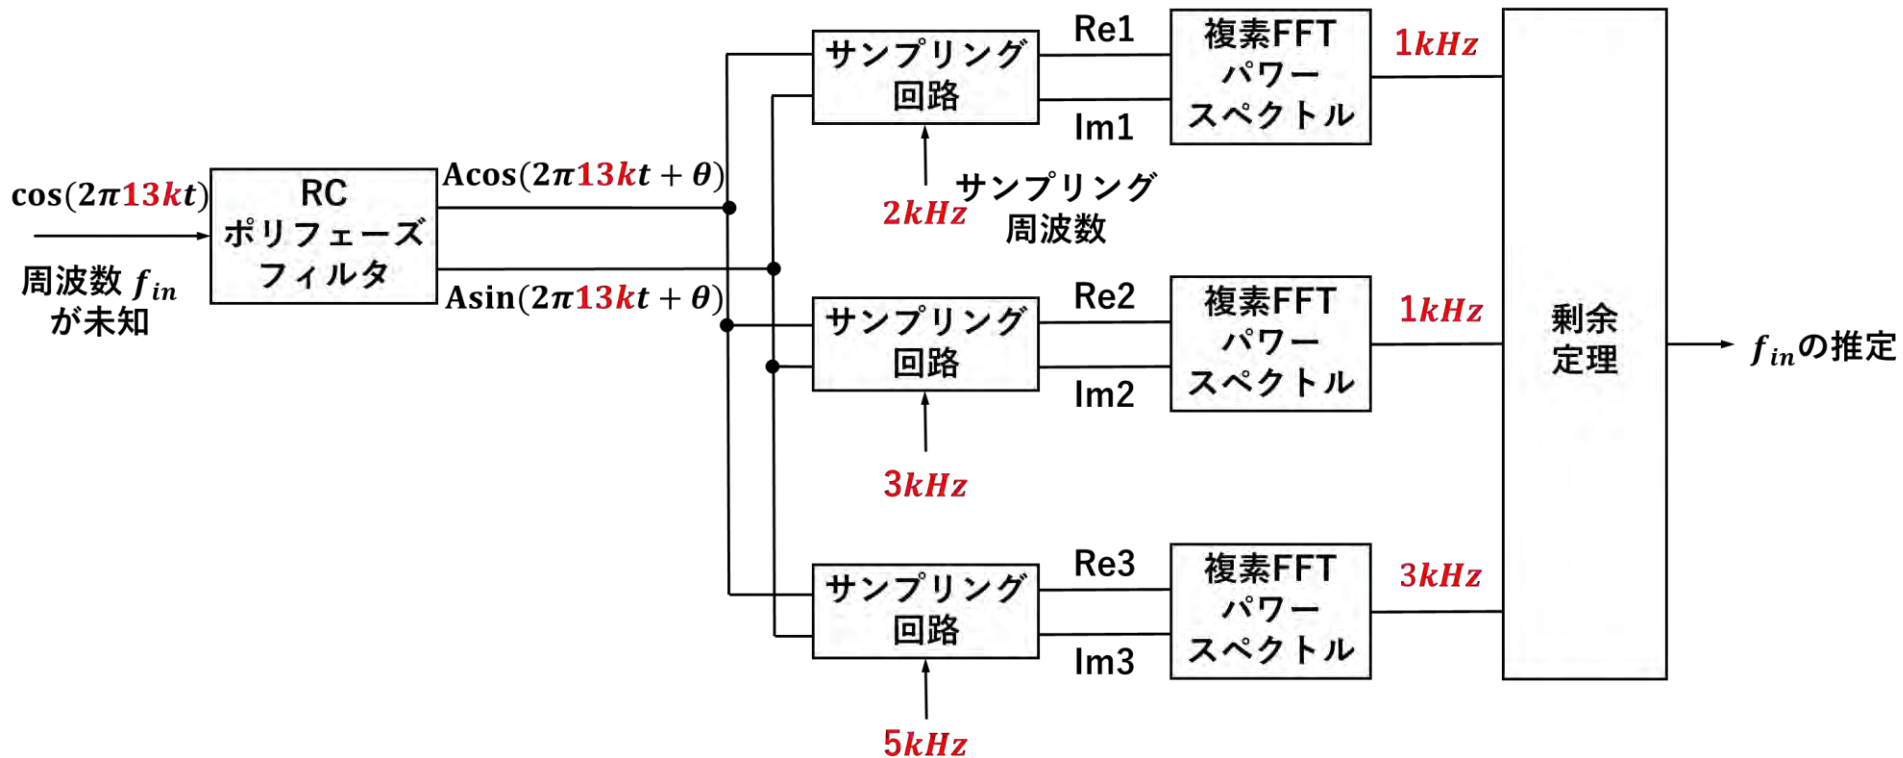 cos(2π13kt)
周波数 f_in
が未知
RC
ポリフェーズ
フィルタ
Acos(2π13kt + θ)
Asin(2π13kt + θ)
サンプリング
回路
2kHz
サンプリング
周波数
Re1
Im1
複素FFT
パワー
スペクトル
1kHz
サンプリング
回路
3kHz
Re2
Im2
複素FFT
パワー
スペクトル
1kHz
サンプリング
回路
5kHz
Re3
Im3
複素FFT
パワー
スペクトル
3kHz
剰余
定理
f_inの推定